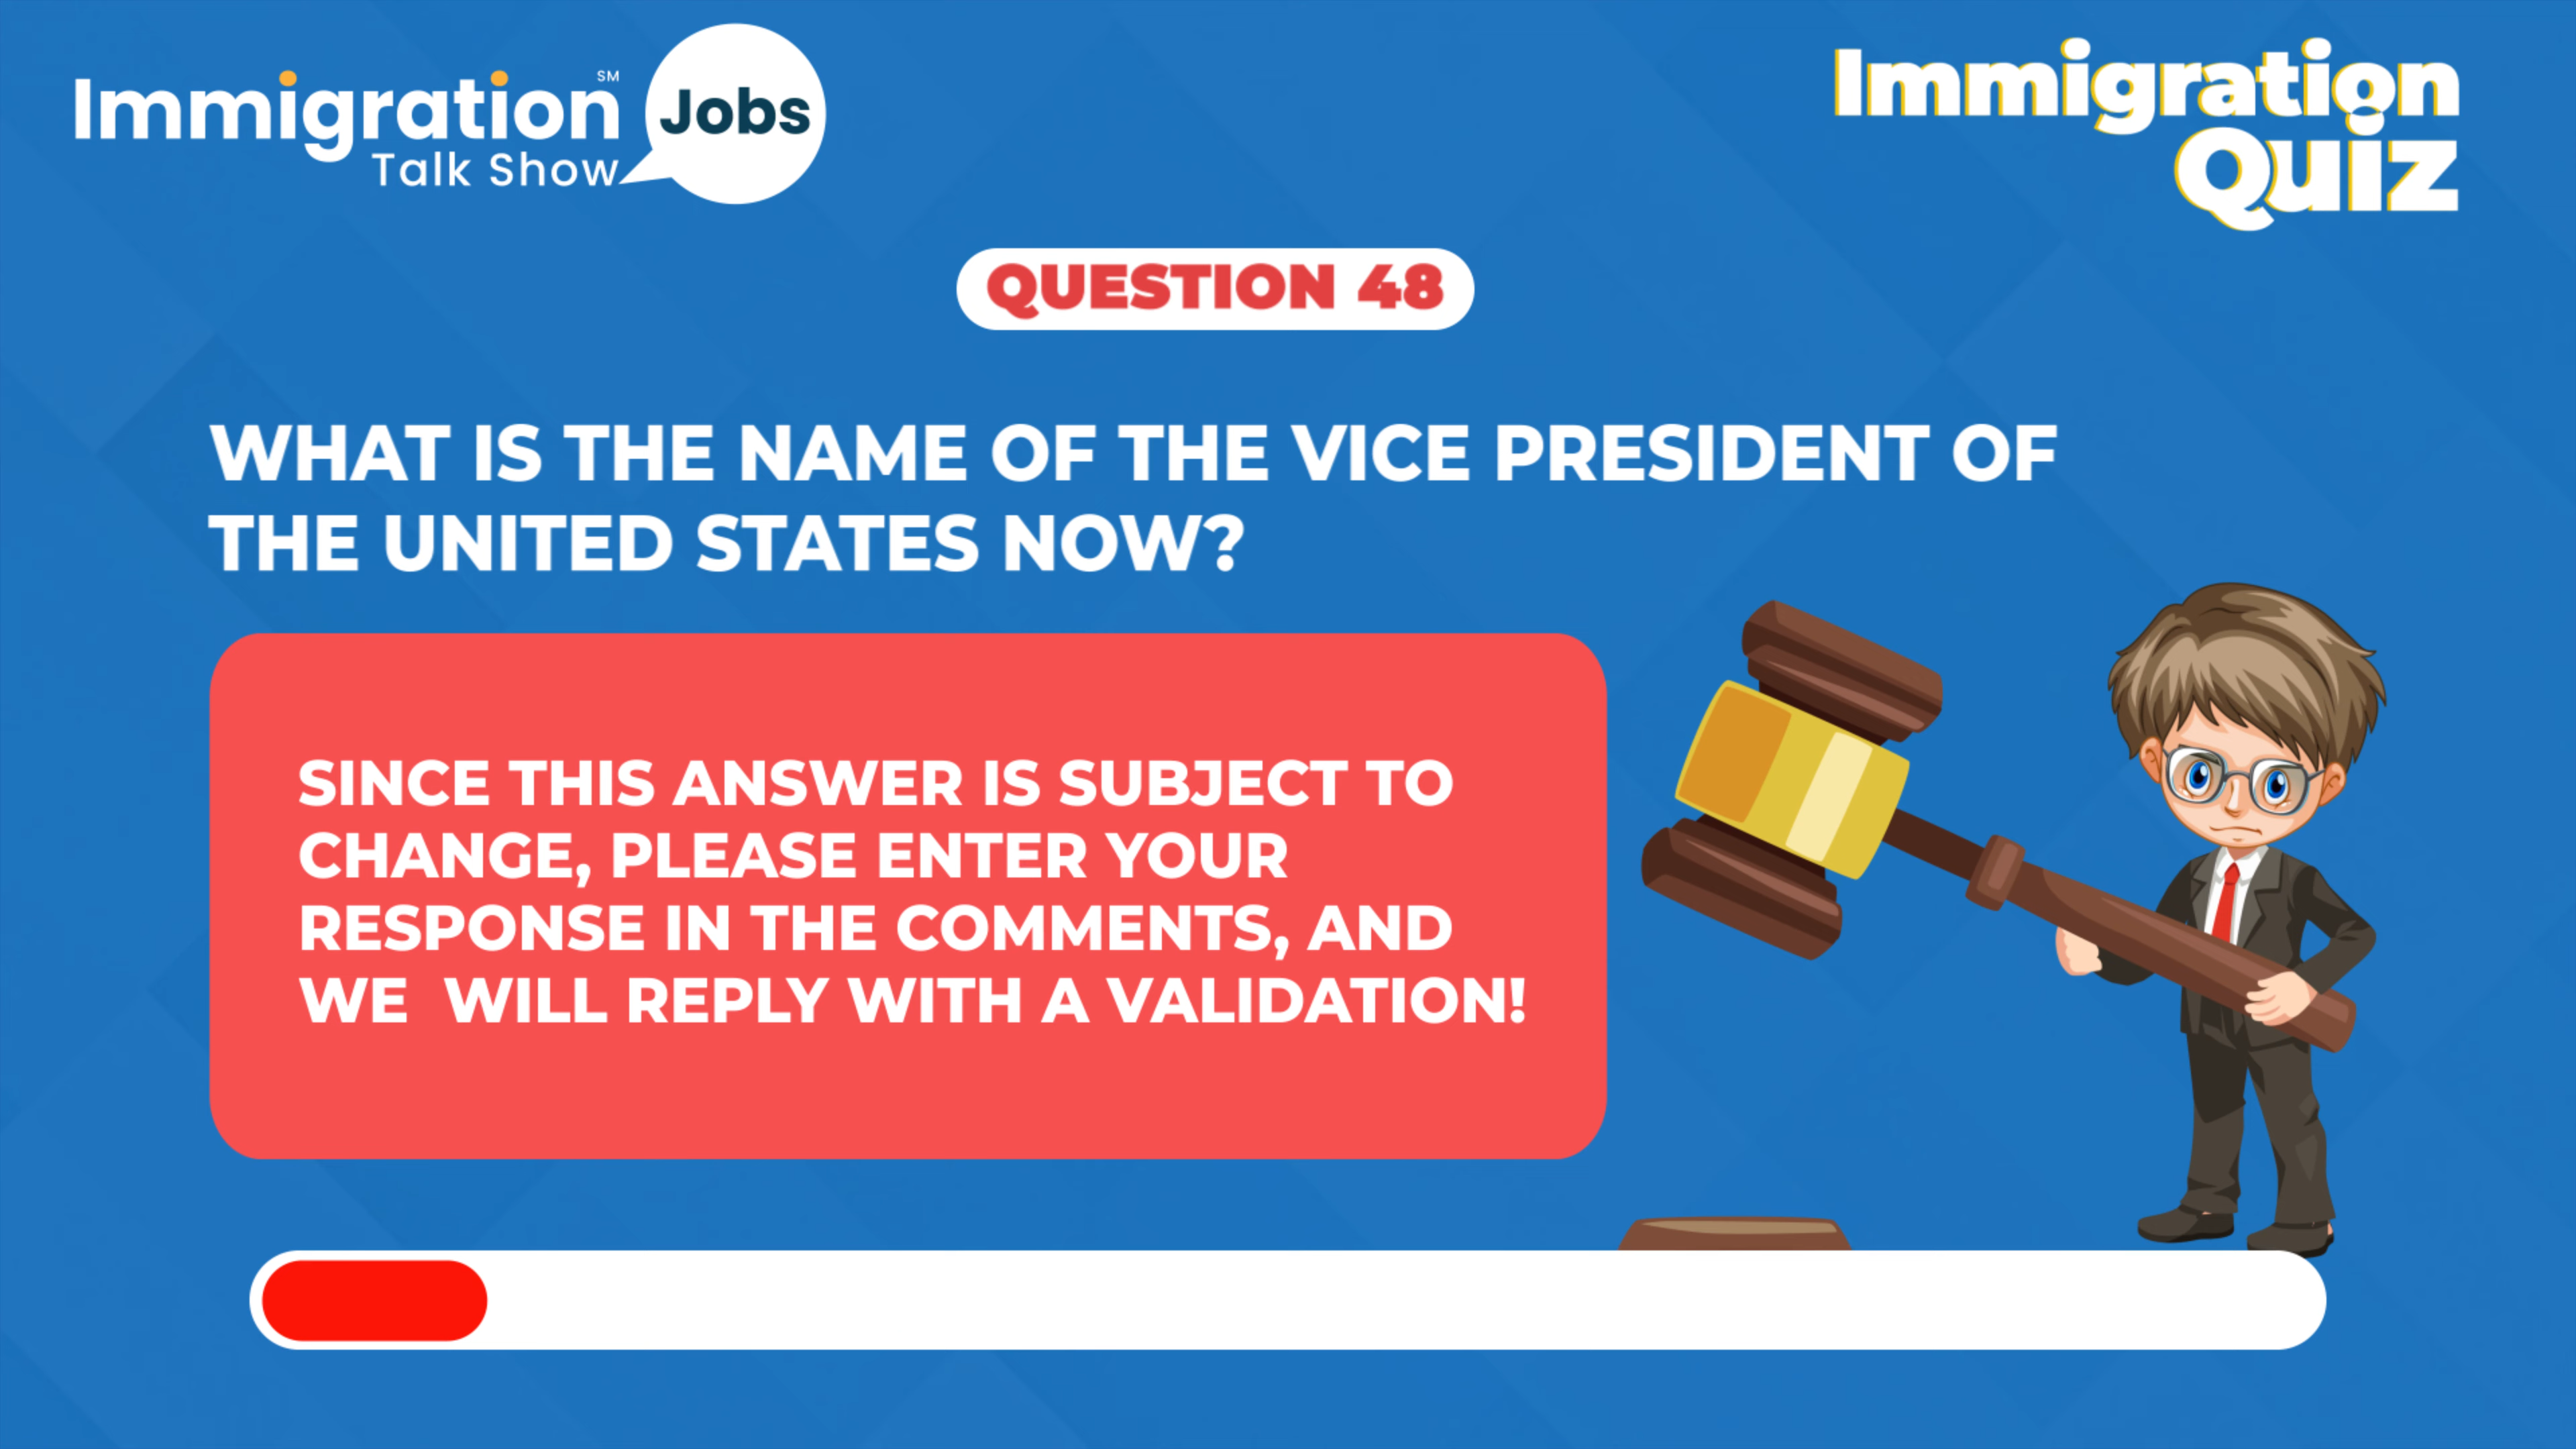 Immigration SM
Talk Show
Jobs
Immigration
Quiz
QUESTION 48
WHAT IS THE NAME OF THE VICE PRESIDENT OF
THE UNITED STATES NOW?
SINCE THIS ANSWER IS SUBJECT TO
CHANGE, PLEASE ENTER YOUR
RESPONSE IN THE COMMENTS, AND
WE WILL REPLY WITH A VALIDATION!